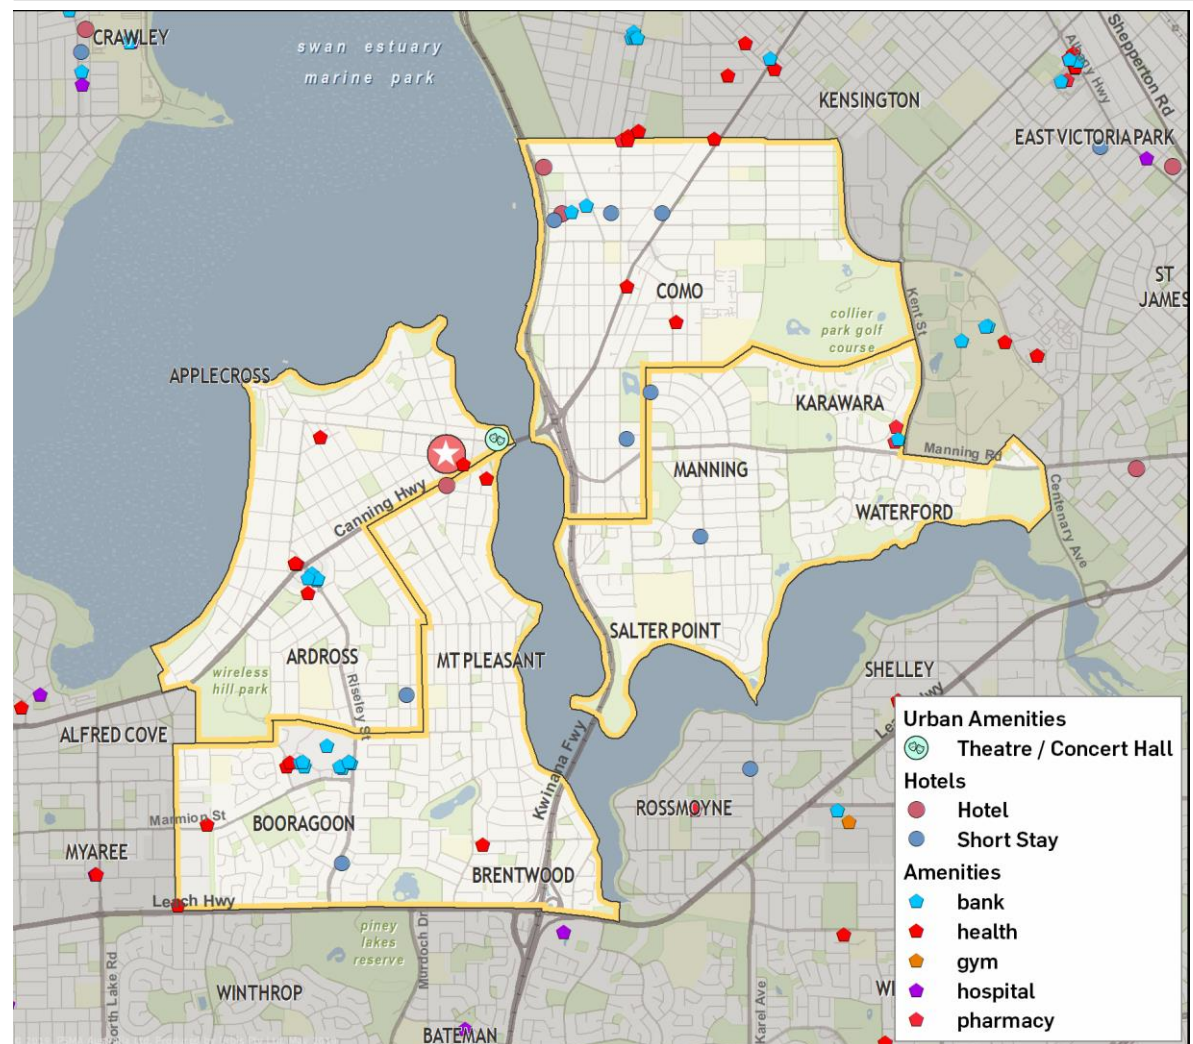 CRAWLEY
swan estuary
marine park
Shepperton Rd
Albany Hwy
KENSINGTON
EAST VICTORIA PARK
ST
JAMES
COMO
Kent St
collier
park golf
course
APPLECROSS
KARAWARA
Manning Rd
MANNING
Canning Hwy
WATERFORD
Centenary Ave
SALTER POINT
ARDROSS
MT PLEASANT
wireless
hill park
Riseley St
SHELLEY
ALFRED COVE
Kwinana Fwy
ROSSMOYNE
Marmion St
BOORAGOON
MYAREE
BRENTWOOD
Leach Hwy
piney
lakes
reserve
Murdoch Dr
WINTHROP
North Lake Rd
BATEMAN
Karel Ave
Urban Amenities
Theatre / Concert Hall
Hotels
Hotel
Short Stay
Amenities
bank
health
gym
hospital
pharmacy